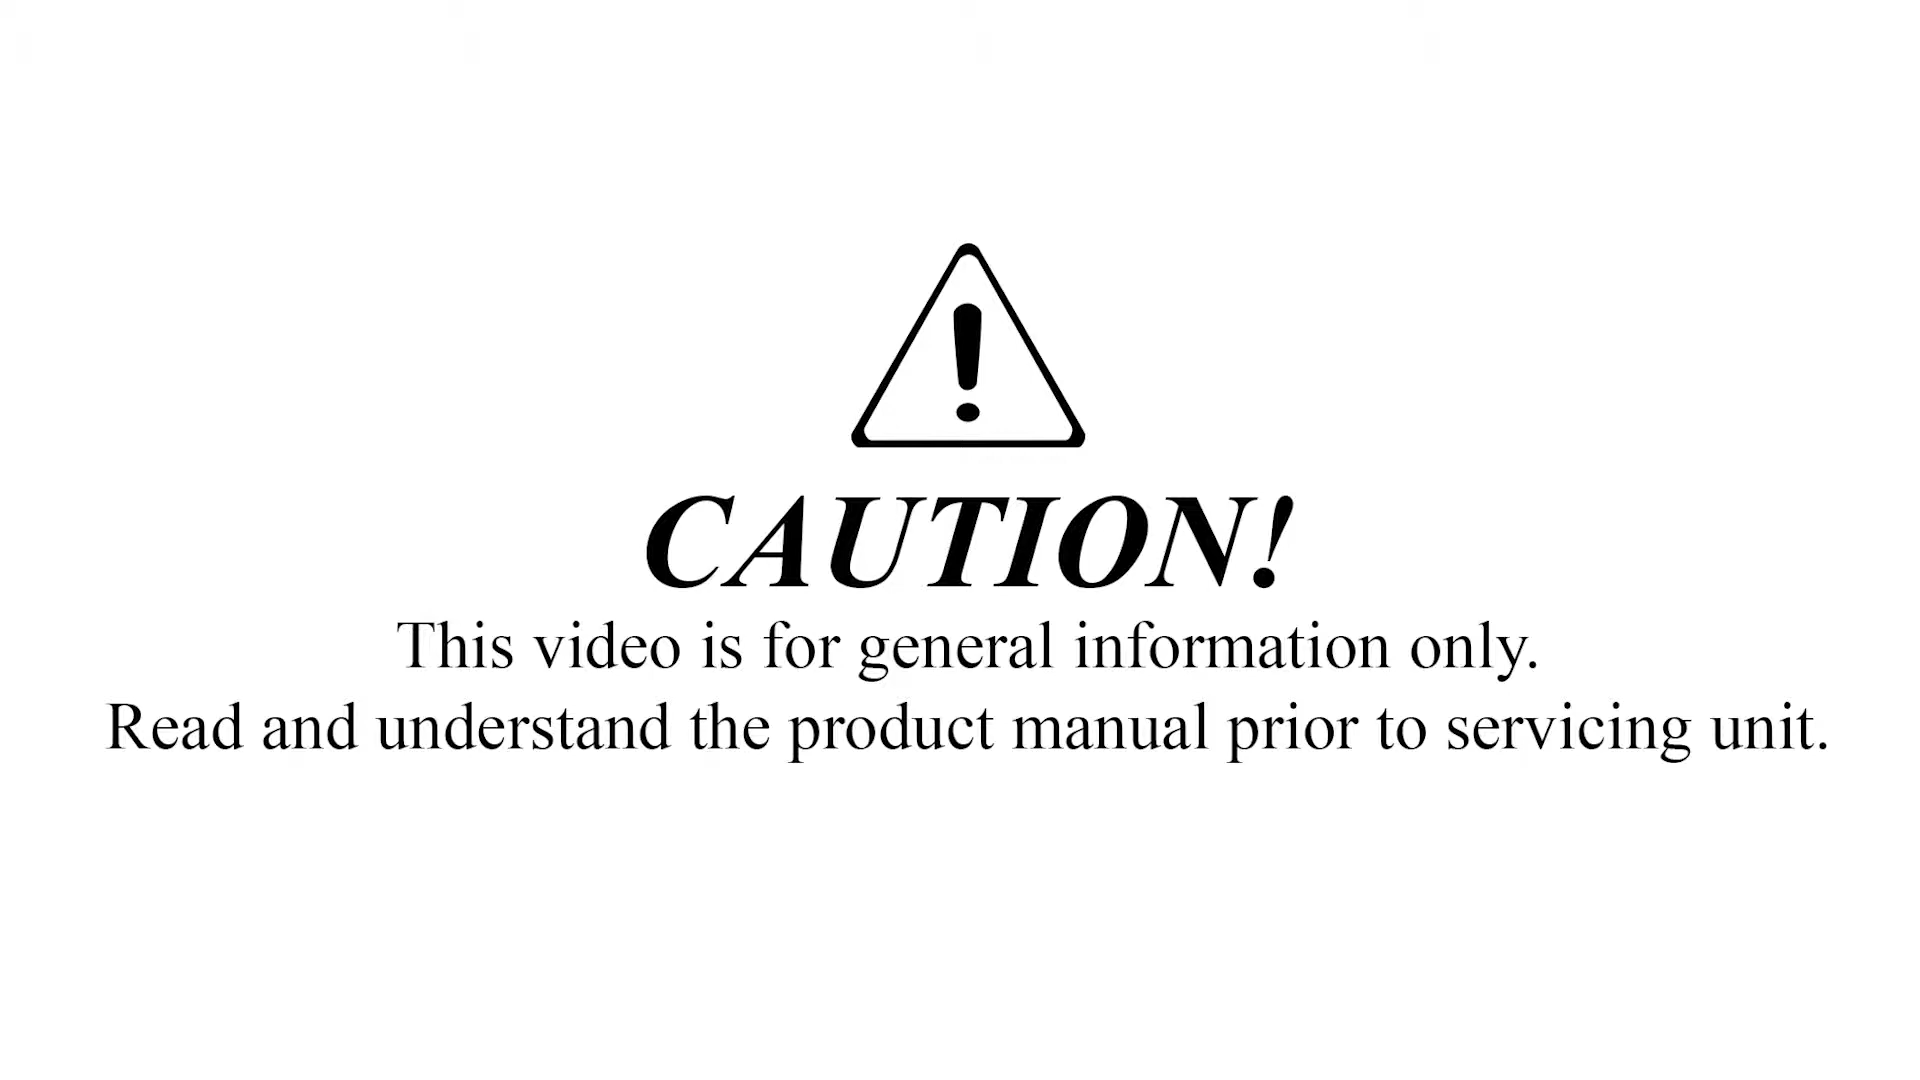 CAUTION!
This video is for general information only.
Read and understand the product manual prior to servicing unit.